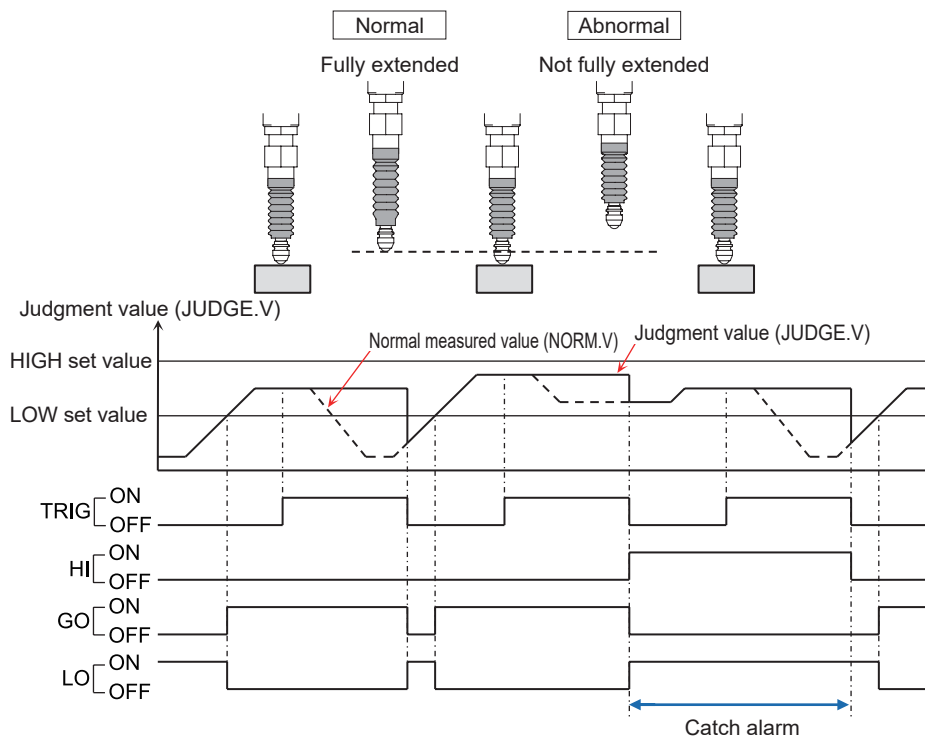 Normal
Abnormal
Fully extended
Not fully extended
Judgment value (JUDGE.V)
Normal measured value (NORM.V)
Judgment value (JUDGE.V)
HIGH set value
LOW set value
TRIG
ON
OFF
HI
ON
OFF
GO
ON
OFF
LO
ON
OFF
Catch alarm